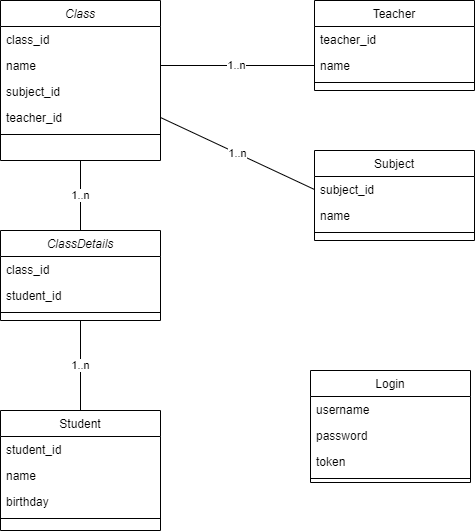 Class
class_id
name
subject_id
teacher_id
1..n
Teacher
teacher_id
name
1..n
Subject
subject_id
name
1..n
ClassDetails
class_id
student_id
1..n
Student
student_id
name
birthday
Login
username
password
token